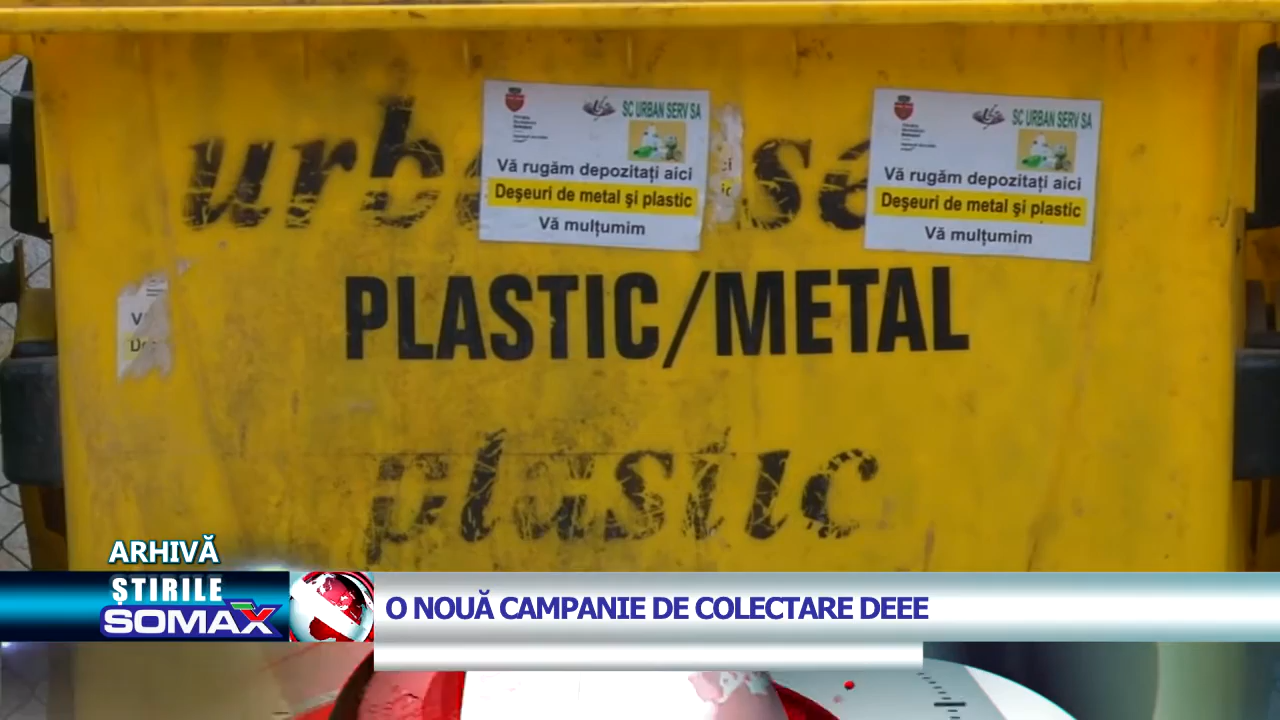 SC URBAN SERV SA
Vă rugăm depozitați aici
Deșeuri de metal şi plastic
Vă mulțumim
SC URBAN SERV SA
Vă rugăm depozitați aici
Deșeuri de metal şi plastic
Vă mulțumim
PLASTIC/METAL
plastic
ARHIVĂ
ȘTIRILE
SOMAX
O NOUĂ CAMPANIE DE COLECTARE DEEE